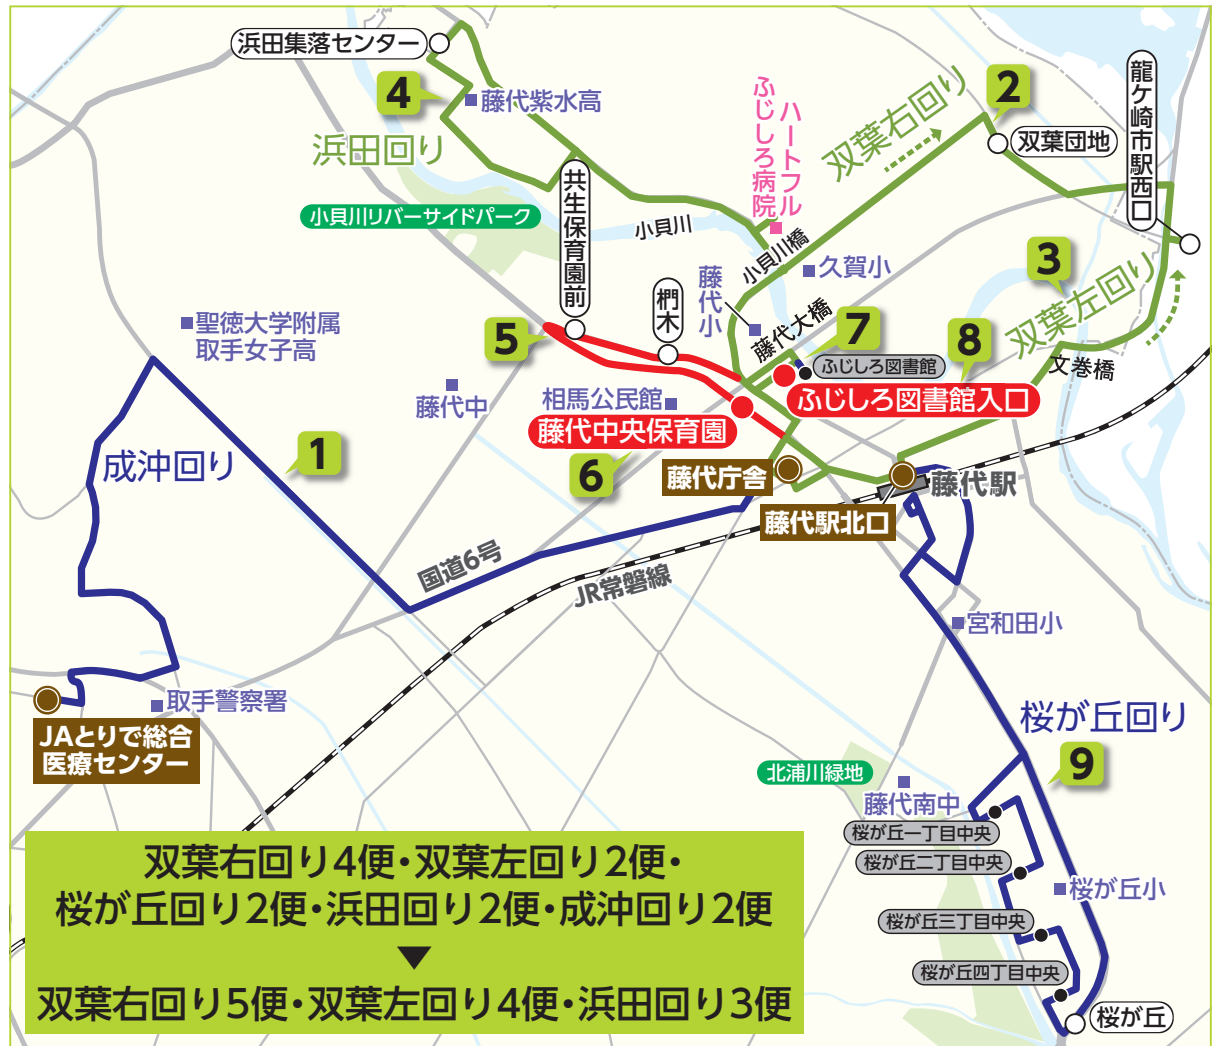 浜田集落センター
4
藤代紫水高
浜田回り
ハートフル
ふじしろ病院
双葉右回り
2
双葉団地
龍ケ崎市駅西口
共生保育園前
小貝川リバーサイドパーク
小貝川
小貝川橋
久賀小
3
双葉左回り
聖徳大学附属
取手女子高
5
椚木
藤代小
藤代大橋
7
ふじしろ図書館
8
文巻橋
ふじしろ図書館入口
藤代中
相馬公民館
藤代中央保育園
6
成沖回り
1
藤代庁舎
藤代駅
藤代駅北口
国道6号
JR常磐線
宮和田小
取手警察署
JAとりで総合
医療センター
桜が丘回り
9
北浦川緑地
藤代南中
桜が丘一丁目中央
桜が丘二丁目中央
桜が丘小
桜が丘三丁目中央
桜が丘四丁目中央
桜が丘
双葉右回り4便・双葉左回り2便・
桜が丘回り2便・浜田回り2便・成沖回り2便
▼
双葉右回り5便・双葉左回り4便・浜田回り3便